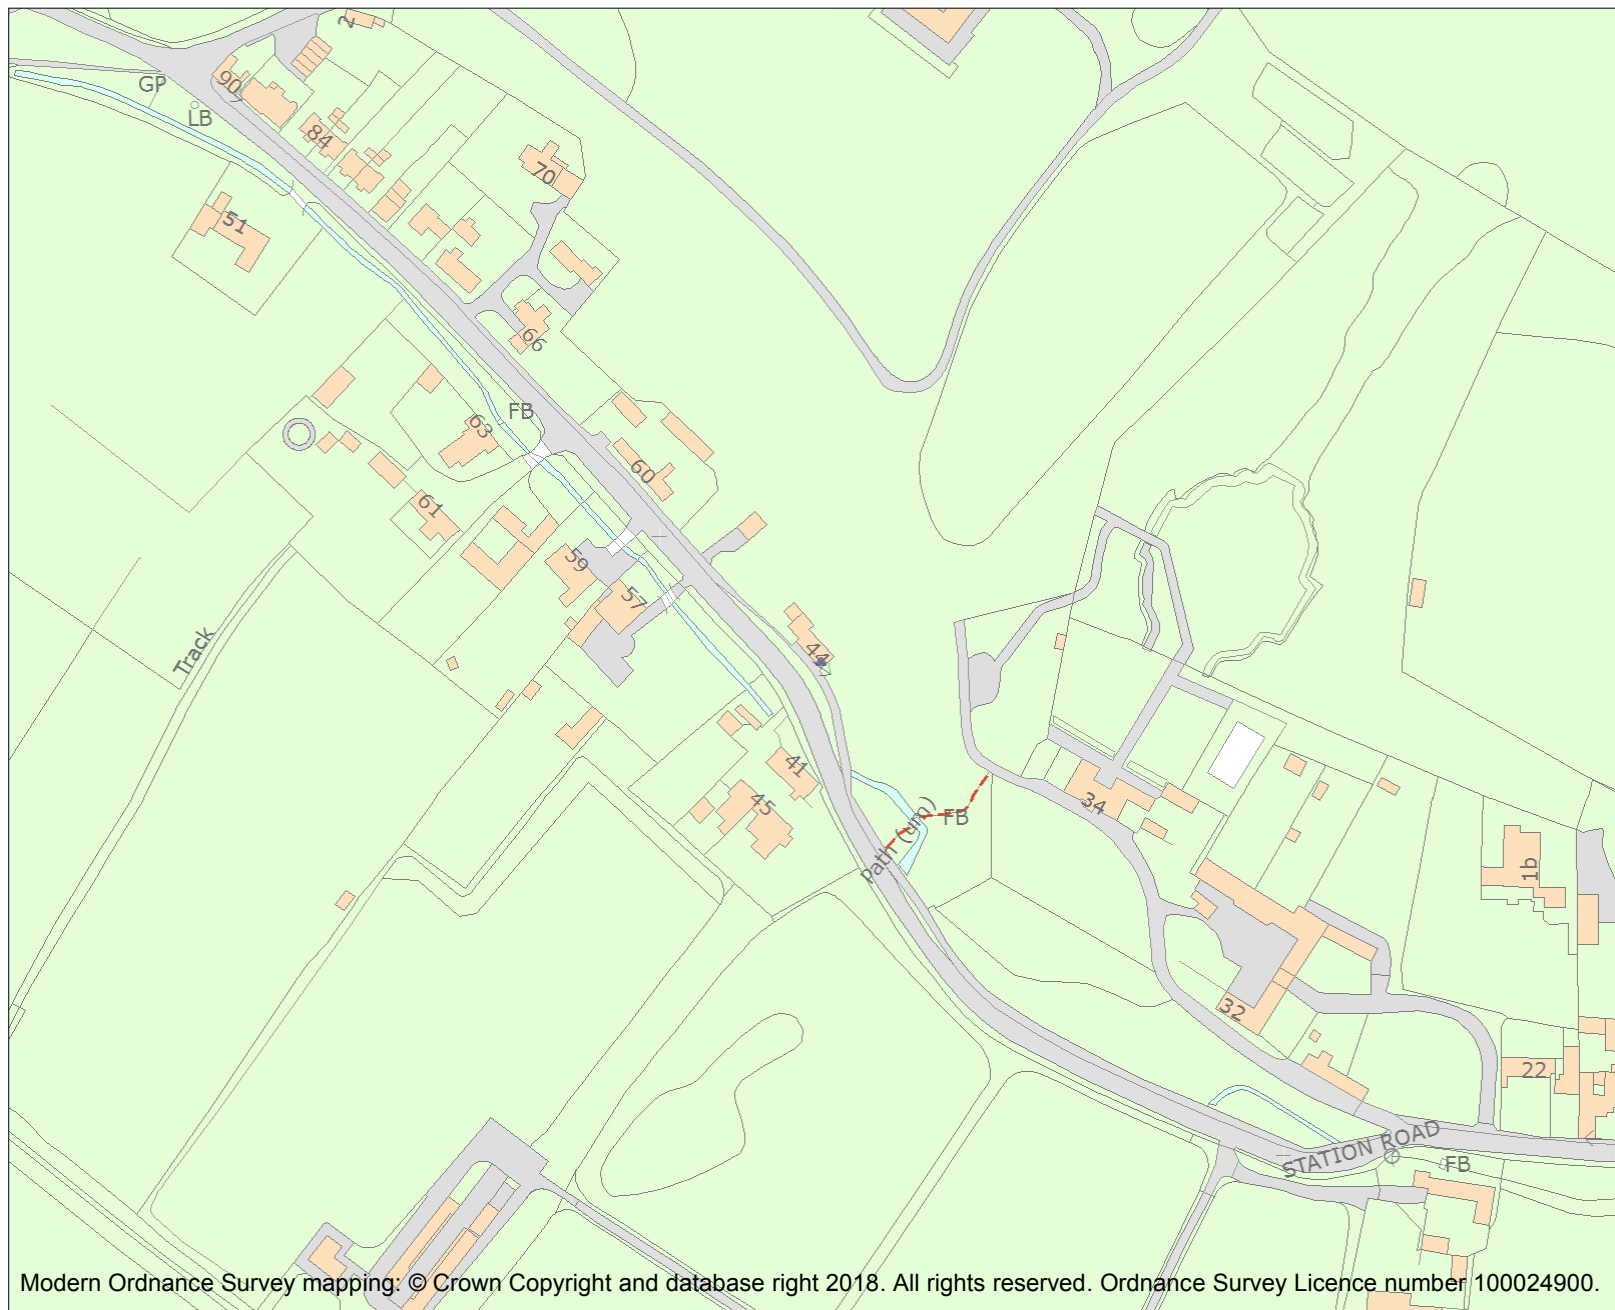 2
GP
90
LB
84
70
51
66
FB
63
60
61
59
57
Track
44
41
45
34
path (um)
FB
1b
32
22
STATION ROAD
FB
Modern Ordnance Survey mapping: © Crown Copyright and database right 2018. All rights reserved. Ordnance Survey Licence number 100024900.